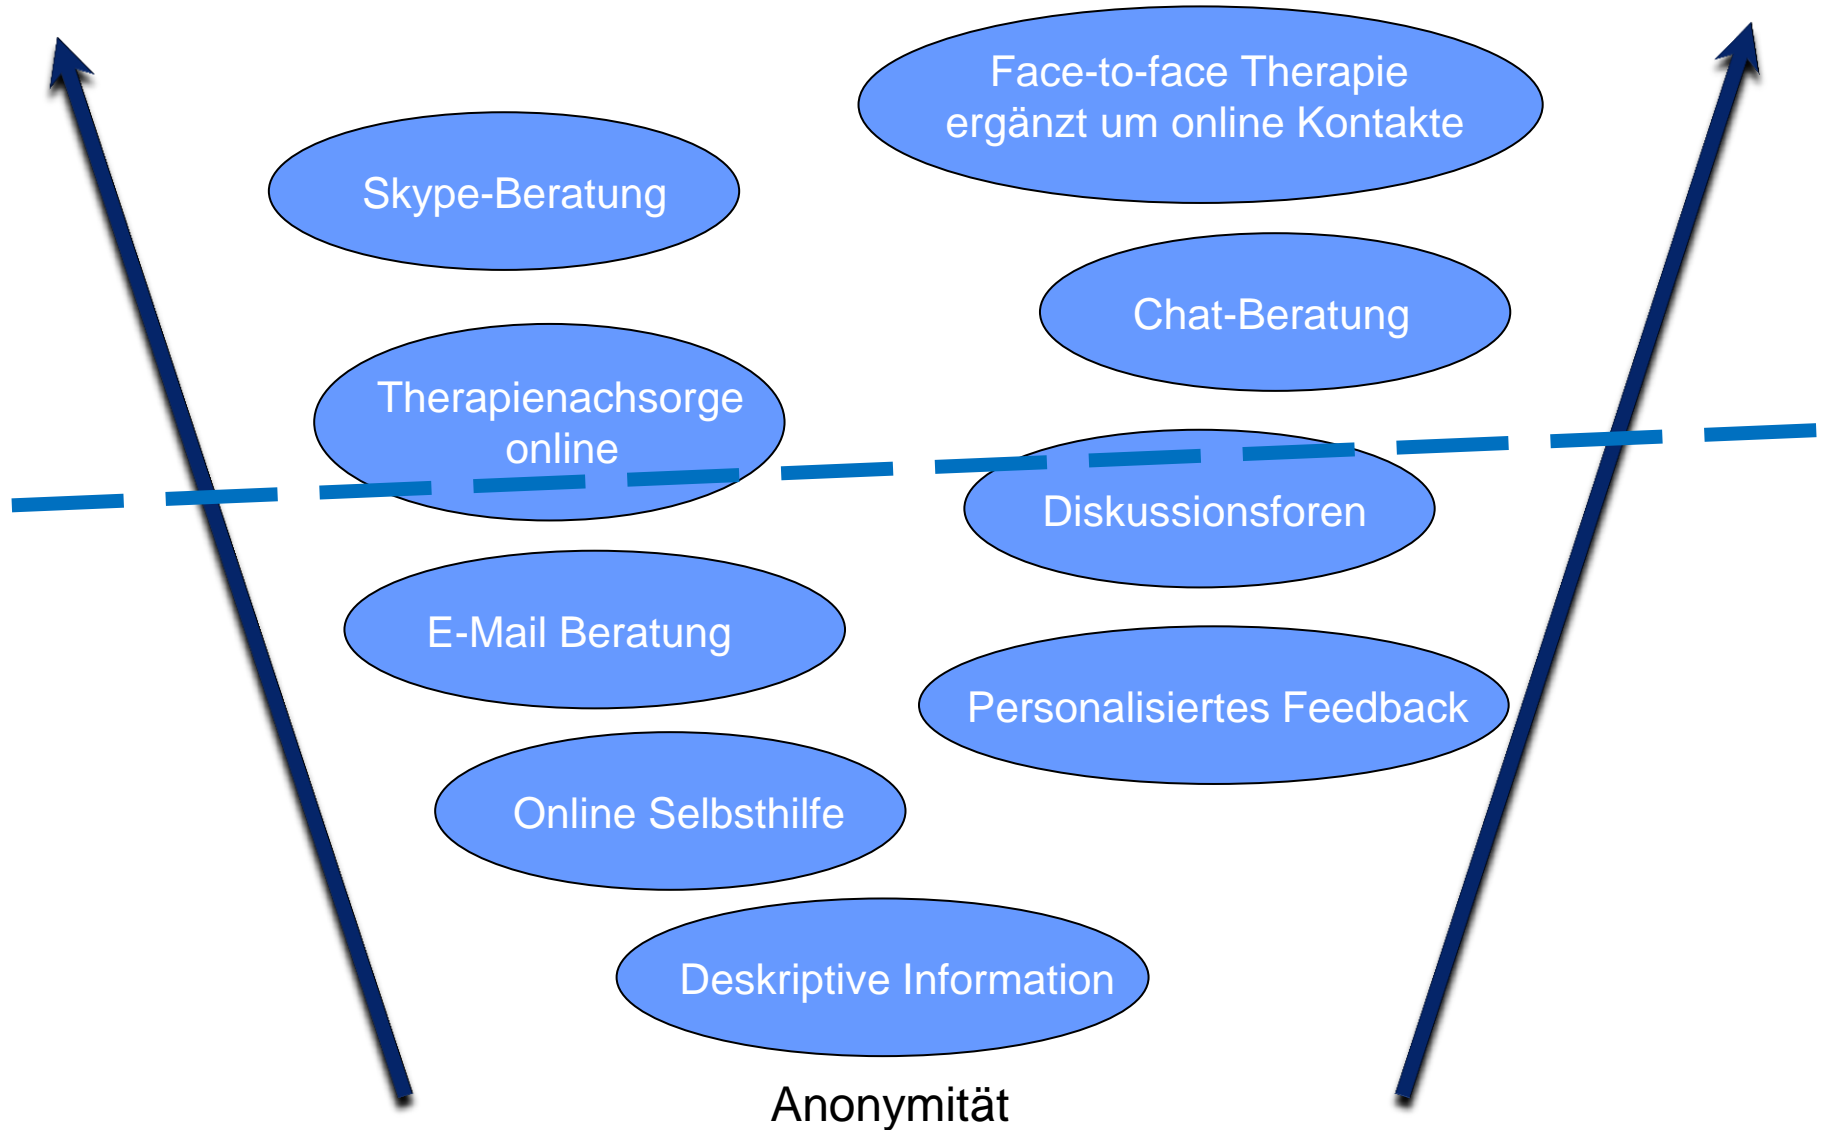 Face-to-face Therapie
ergänzt um online Kontakte
Skype-Beratung
Chat-Beratung
Therapienachsorge
online
Diskussionsforen
E-Mail Beratung
Personalisiertes Feedback
Online Selbsthilfe
Deskriptive Information
Anonymität